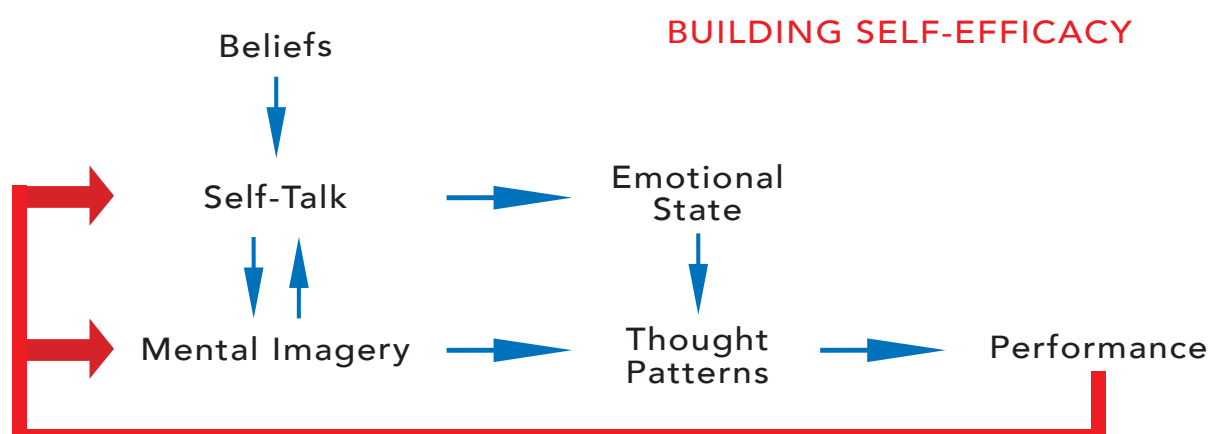 BUILDING SELF-EFFICACY
Beliefs
Self-Talk
Emotional
State
Mental Imagery
Thought
Patterns
Performance